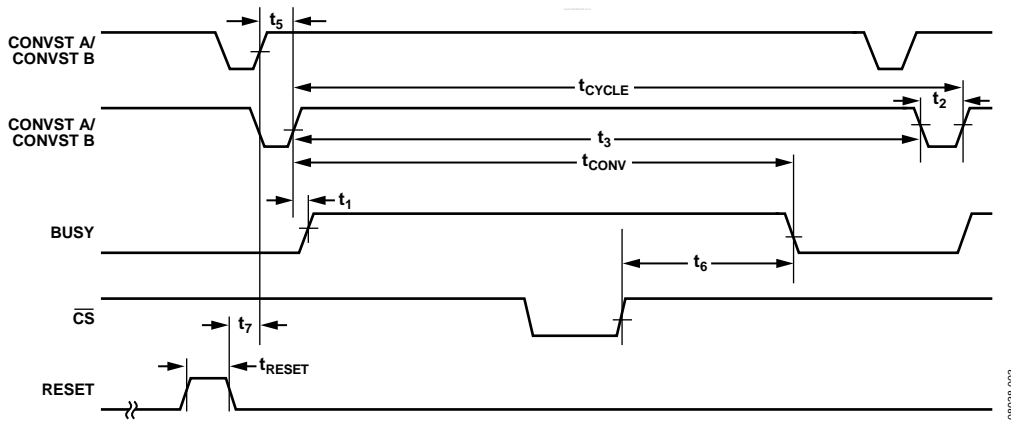 t5
CONVST A/
CONVST B
tCYCLE
t2
CONVST A/
CONVST B
t3
tCONV
t1
BUSY
t6
CS
t7
tRESET
RESET